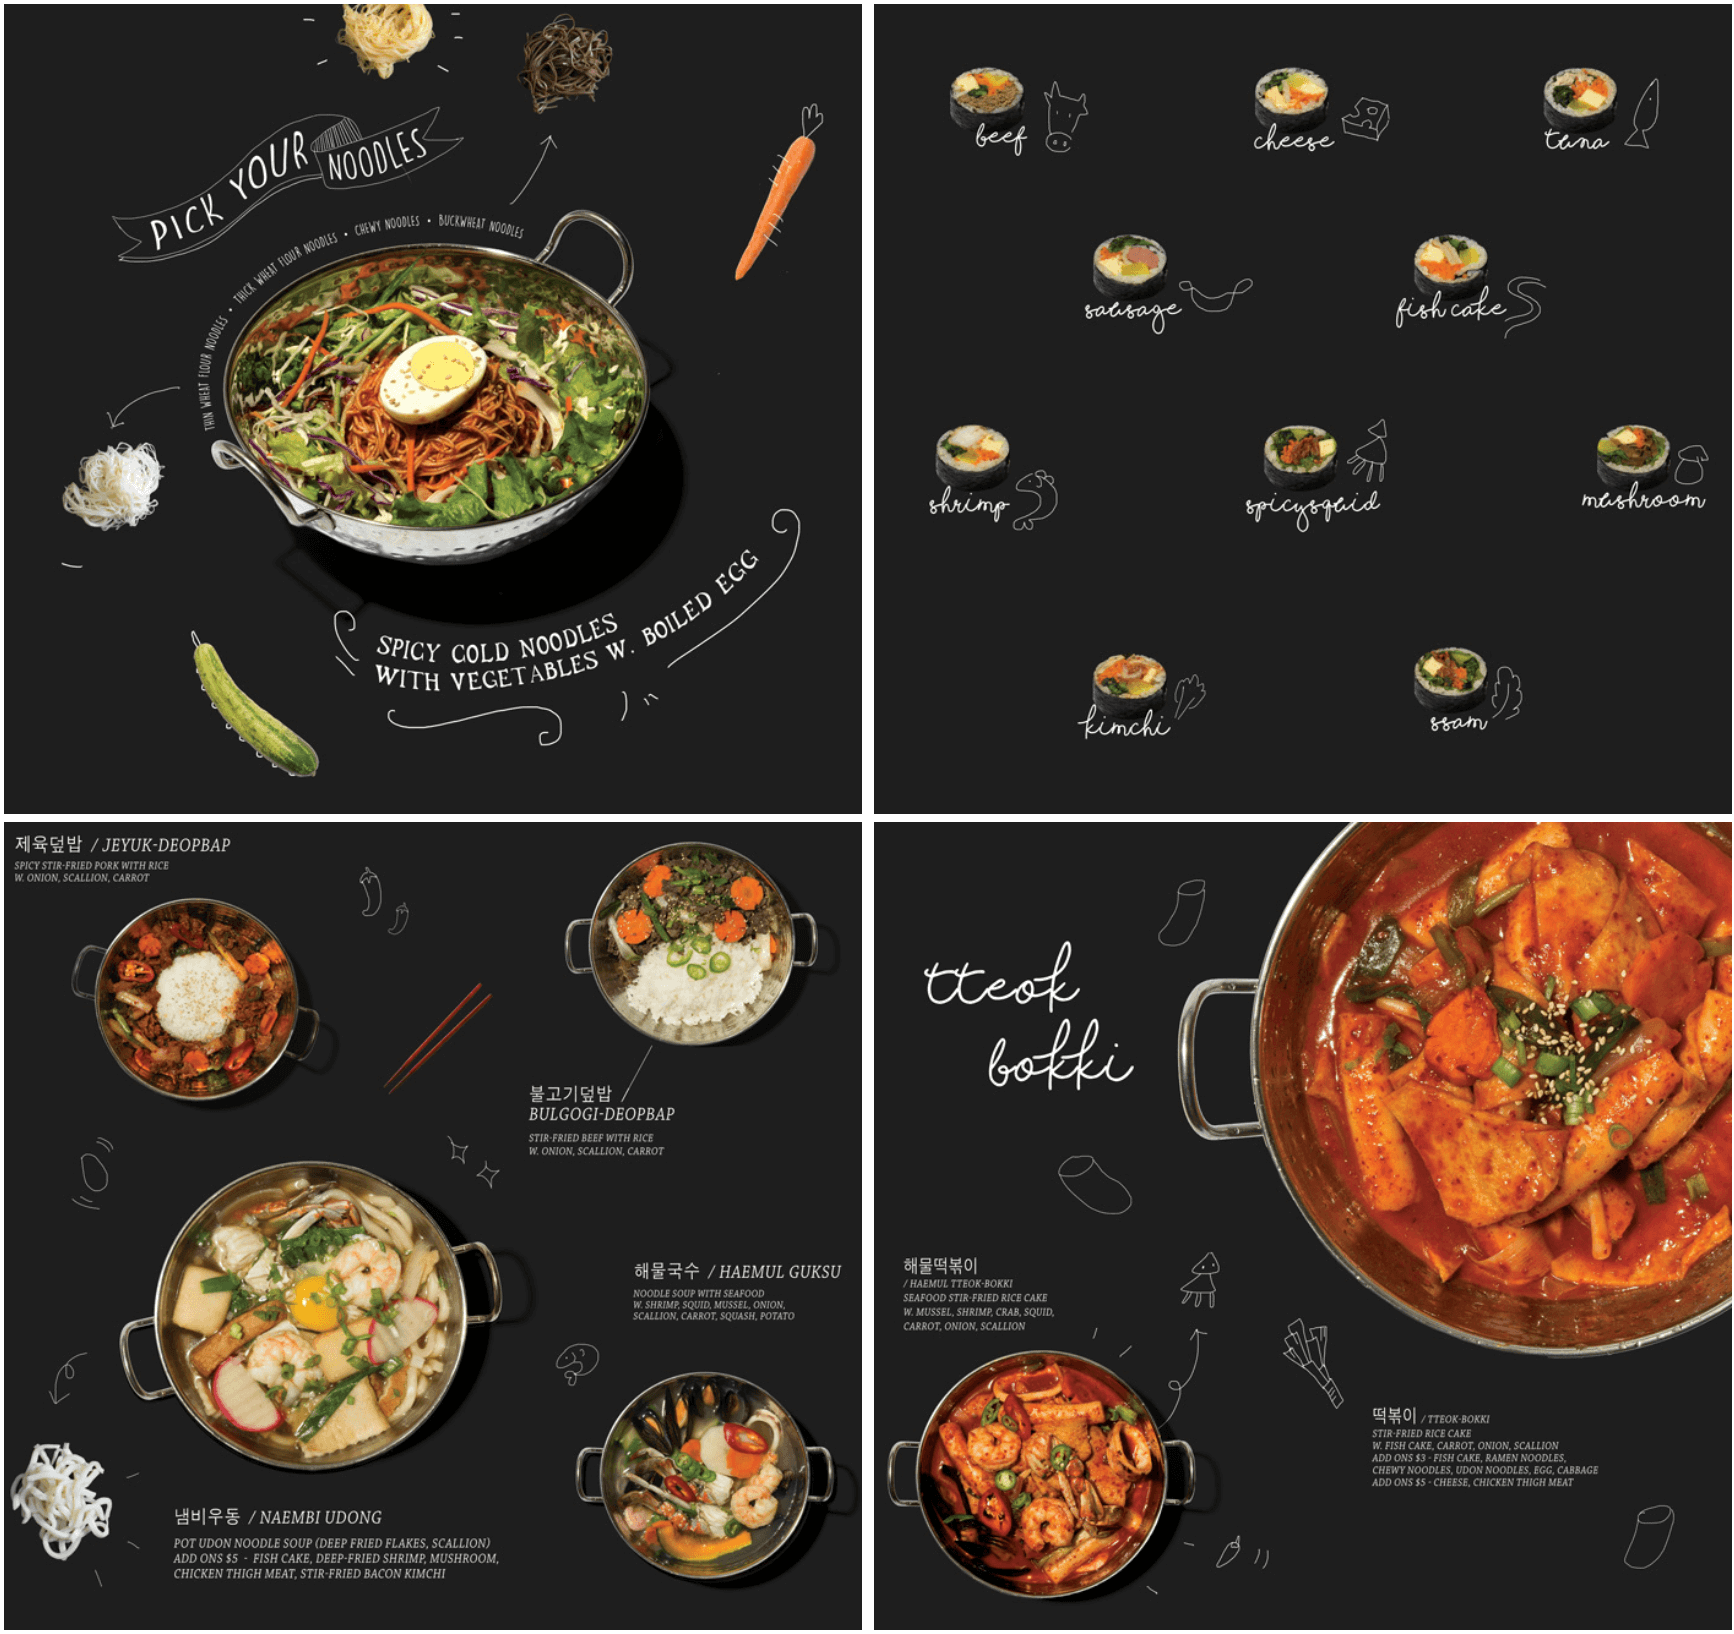 PICK YOUR NOODLES
THIN WHEAT FLOUR NOODLES • THICK WHEAT FLOUR NOODLES • CHEWY NOODLES • BUCKWHEAT NOODLES
SPICY COLD NOODLES
WITH VEGETABLES W. BOILED EGG
beef
cheese
tuna
sausage
fish cake
shrimp
spicy squid
mushroom
kimchi
ssam
제육덮밥 / JEYUK-DEOPBAP
SPICY STIR-FRIED PORK WITH RICE
W. ONION, SCALLION, CARROT
불고기덮밥 /
BULGOGI-DEOPBAP
STIR-FRIED BEEF WITH RICE
W. ONION, SCALLION, CARROT
해물국수 / HAEMUL GUKSU
NOODLE SOUP WITH SEAFOOD
W. SHRIMP, SQUID, MUSSEL, ONION,
SCALLION, CARROT, SQUASH, POTATO
냄비우동 / NAEMBI UDONG
POT UDON NOODLE SOUP (DEEP FRIED FLAKES, SCALLION)
ADD ONS $5 - FISH CAKE, DEEP-FRIED SHRIMP, MUSHROOM,
CHICKEN THIGH MEAT, STIR-FRIED BACON KIMCHI
tteok
bokki
해물떡볶이
/ HAEMUL TTEOK-BOKKI
SEAFOOD STIR-FRIED RICE CAKE
W. MUSSEL, SHRIMP, CRAB, SQUID,
CARROT, ONION, SCALLION
떡볶이 / TTEOK-BOKKI
STIR-FRIED RICE CAKE
W. FISH CAKE, CARROT, ONION, SCALLION
ADD ONS $3 - FISH CAKE, RAMEN NOODLES,
CHEWY NOODLES, UDON NOODLES, EGG, CABBAGE
ADD ONS $5 - CHEESE, CHICKEN THIGH MEAT